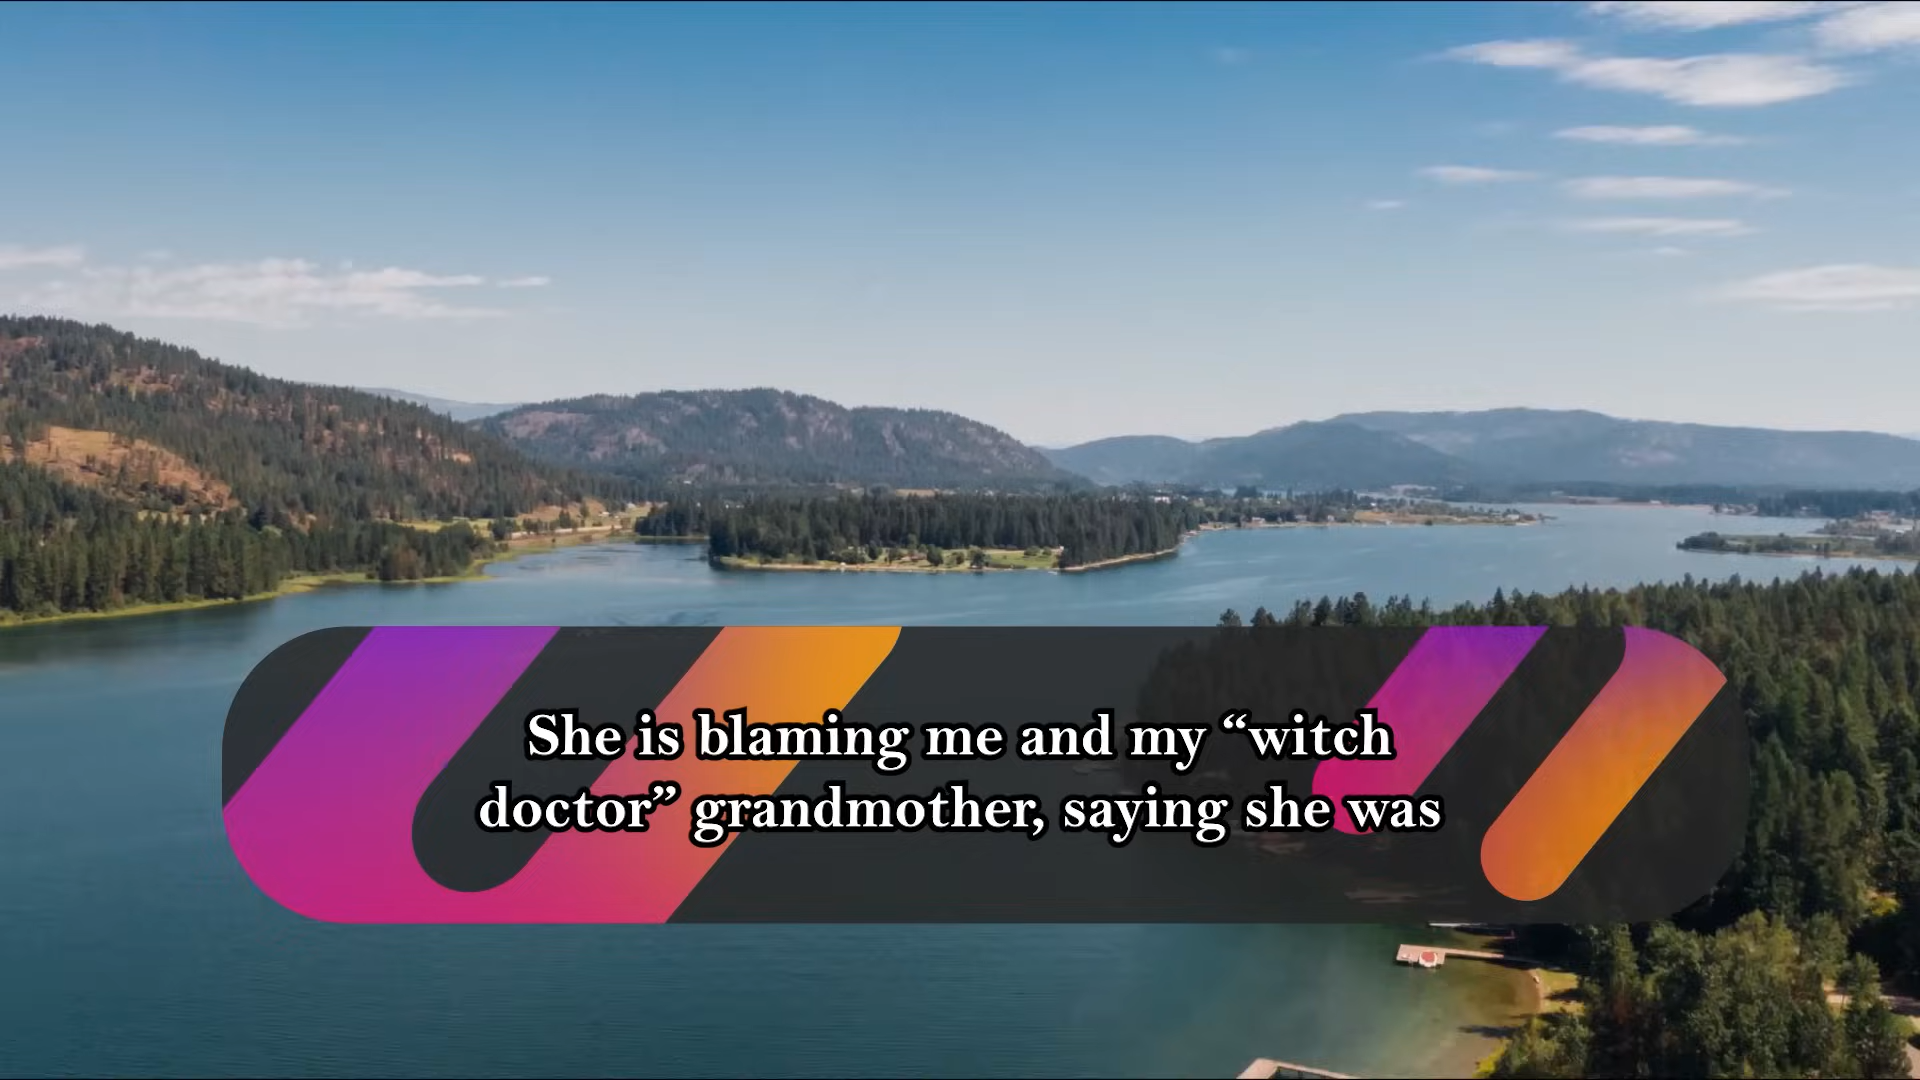 She is blaming me and my “witch
doctor” grandmother, saying she was